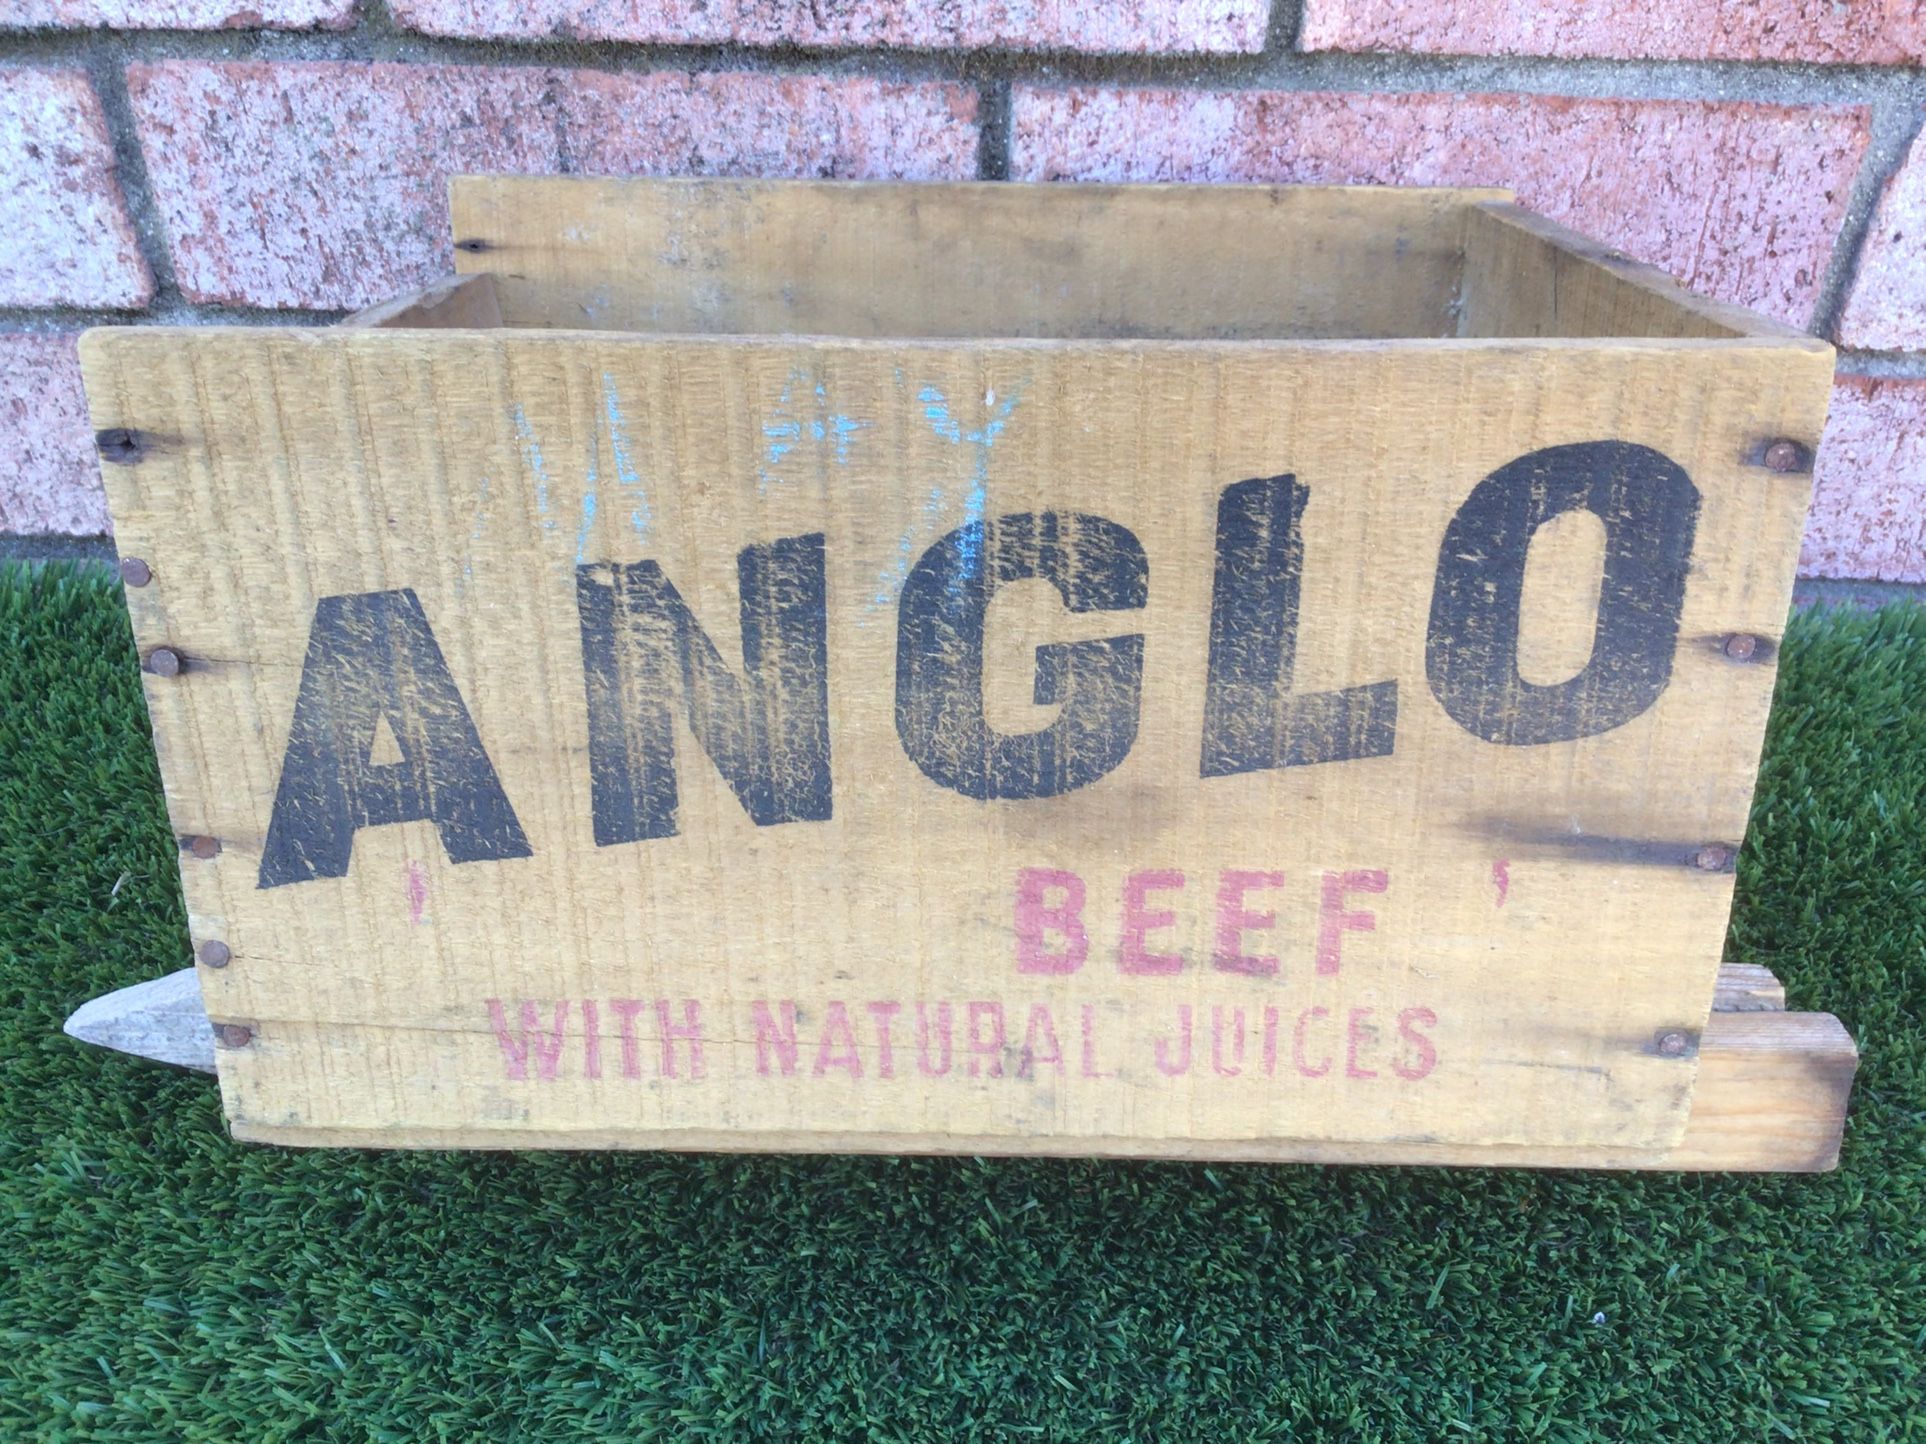 ANGLO
' BEEF '
WITH NATURAL JUICES